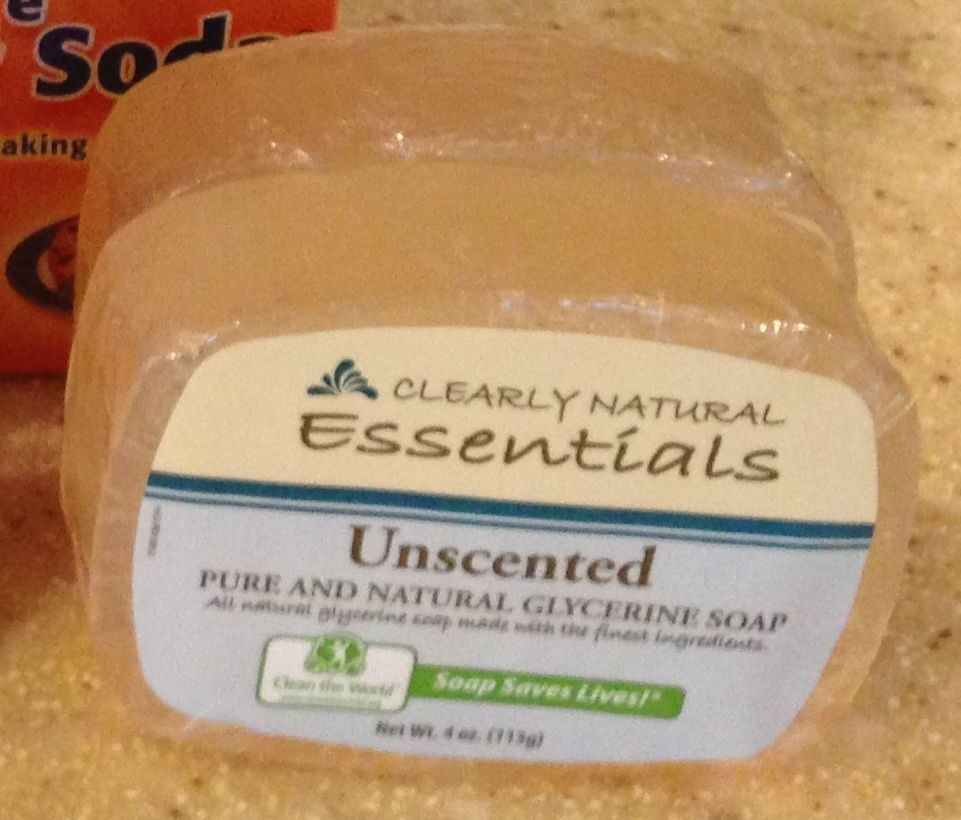 e
Soda
aking
CLEARLY NATURAL
Essentials
Unscented
PURE AND NATURAL GLYCERINE SOAP
All natural glycerine soap made with the finest ingredients.
Clean the World
Soap Saves Lives!
Net Wt. 4 oz. (113g)